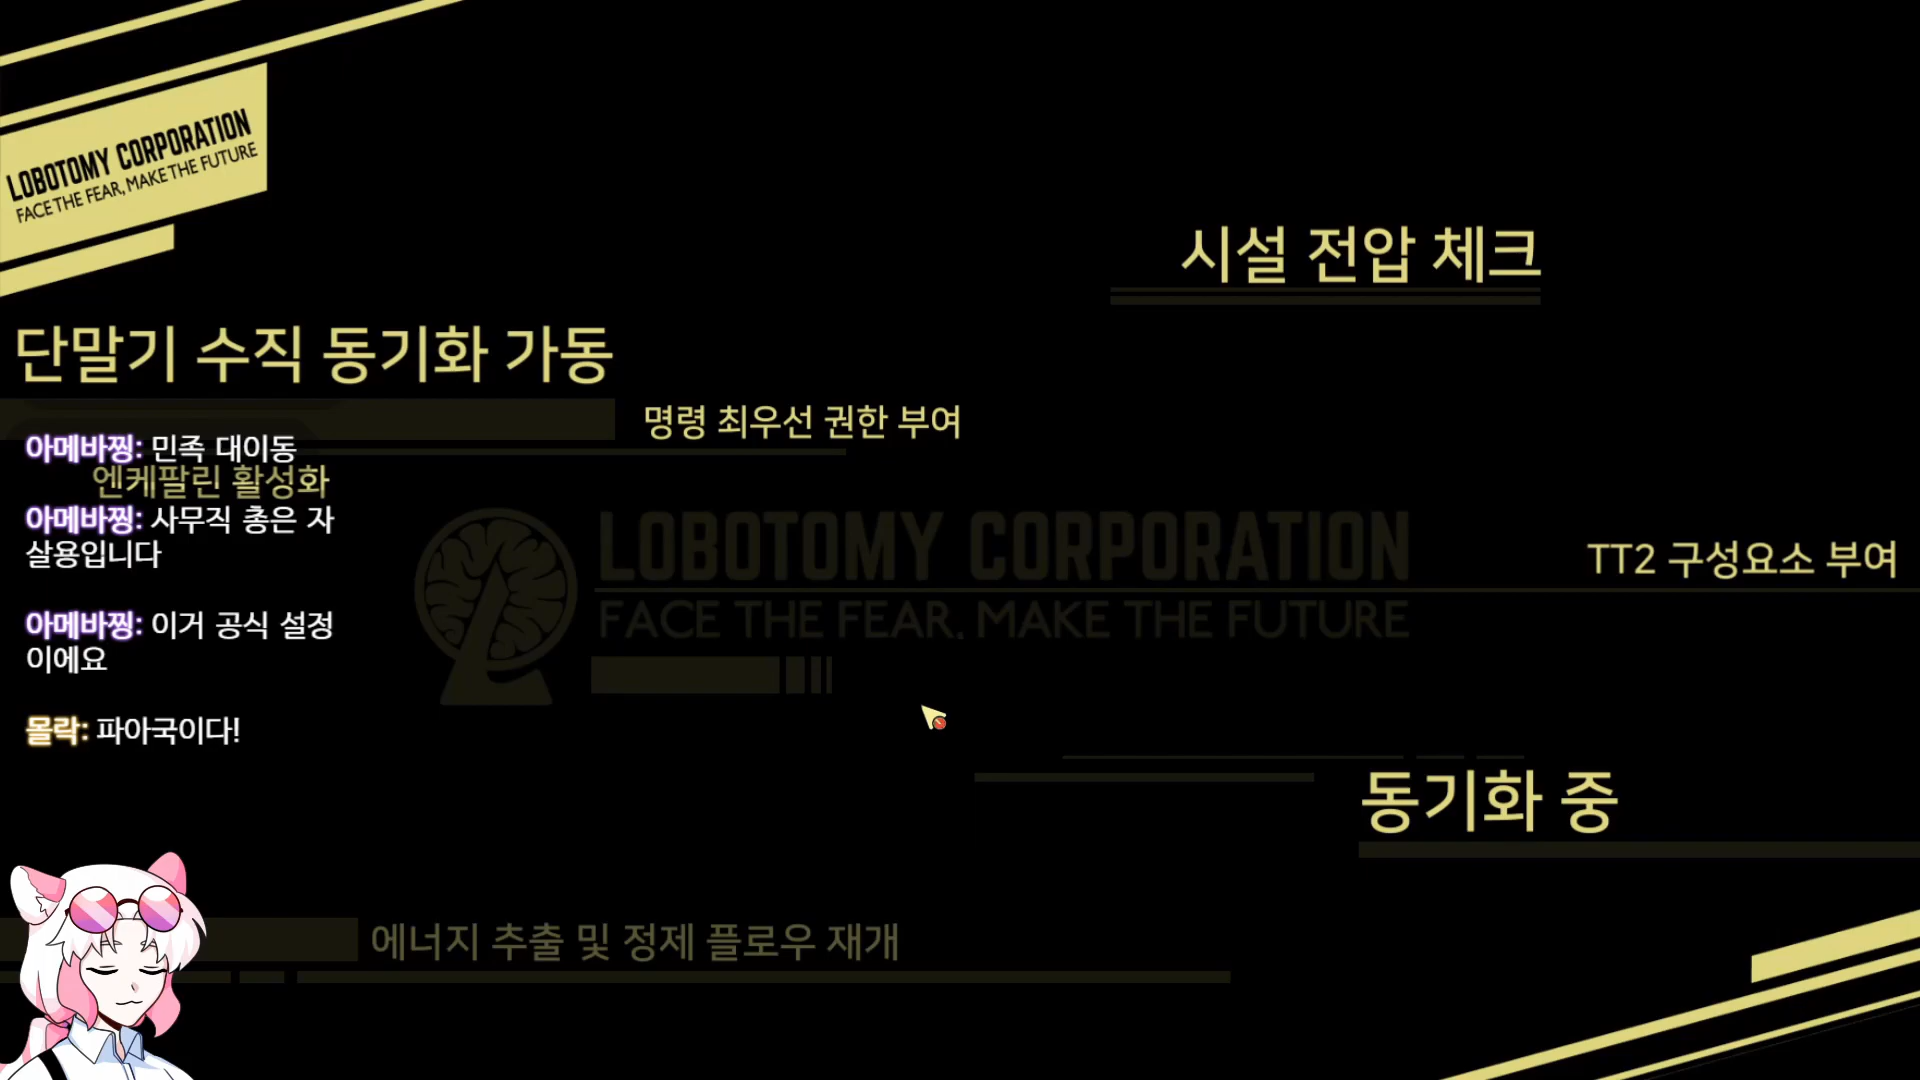 LOBOTOMY CORPORATION
FACE THE FEAR, MAKE THE FUTURE
시설 전압 체크
단말기 수직 동기화 가동
명령 최우선 권한 부여
아메바찡: 민족 대이동
엔케팔린 활성화
아메바찡: 사무직 총은 자
살용입니다
LOBOTOMY CORPORATION
FACE THE FEAR, MAKE THE FUTURE
TT2 구성요소 부여
아메바찡: 이거 공식 설정
이에요
몰락: 파아국이다!
동기화 중
에너지 추출 및 정제 플로우 재개